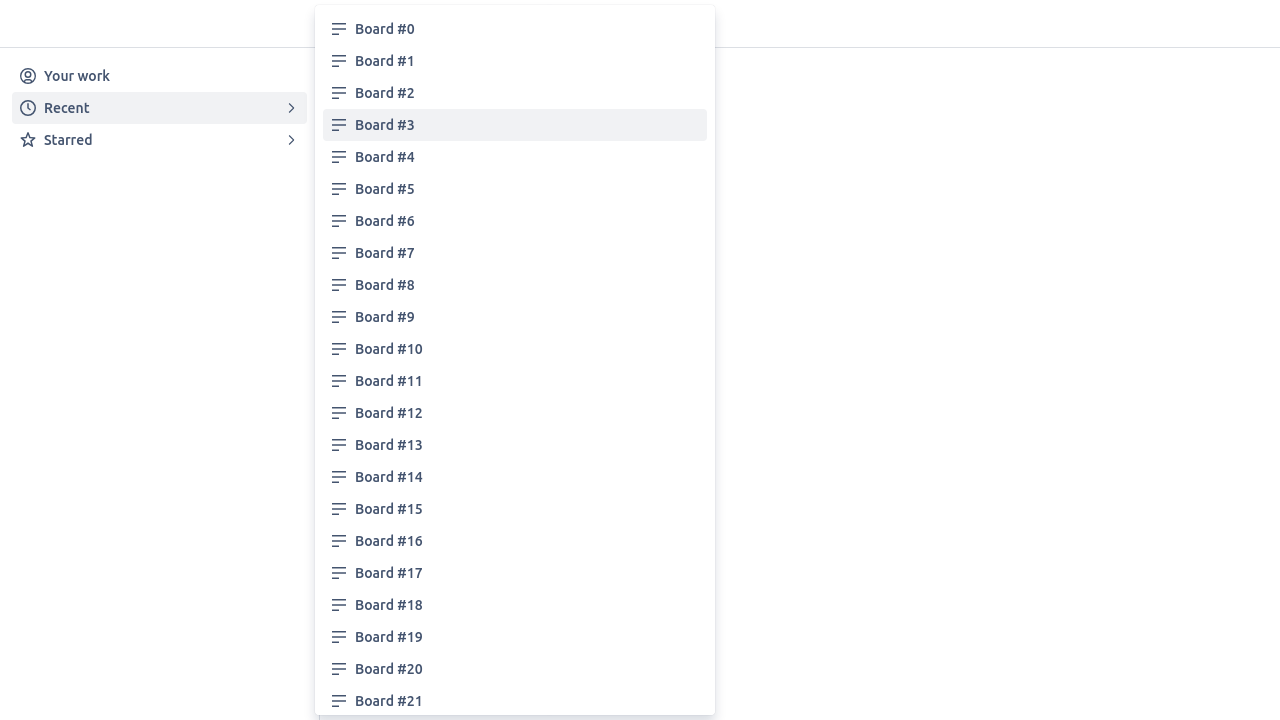 Your work
Recent
Starred
Board #0
Board #1
Board #2
Board #3
Board #4
Board #5
Board #6
Board #7
Board #8
Board #9
Board #10
Board #11
Board #12
Board #13
Board #14
Board #15
Board #16
Board #17
Board #18
Board #19
Board #20
Board #21